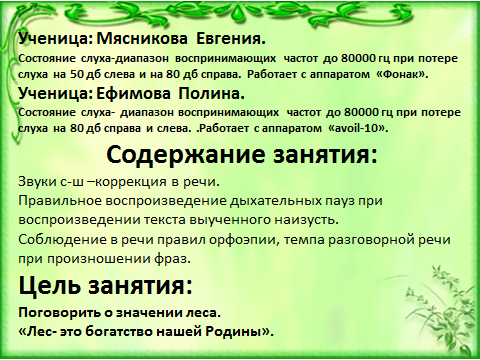 Ученица: Мясникова Евгения.
Состояние слуха-диапазон воспринимающих частот до 80000 гц при потере
слуха на 50 дб слева и на 80 дб справа. Работает с аппаратом «Фонак».
Ученица: Ефимова Полина.
Состояние слуха- диапазон воспринимающих частот до 80000 гц при потере
слуха на 80 дб справа и слева. .Работает с аппаратом «avoil-10».
Содержание занятия:
Звуки с-ш –коррекция в речи.
Правильное воспроизведение дыхательных пауз при
воспроизведении текста выученного наизусть.
Соблюдение в речи правил орфоэпии, темпа разговорной речи
при произношении фраз.
Цель занятия:
Поговорить о значении леса.
«Лес- это богатство нашей Родины».